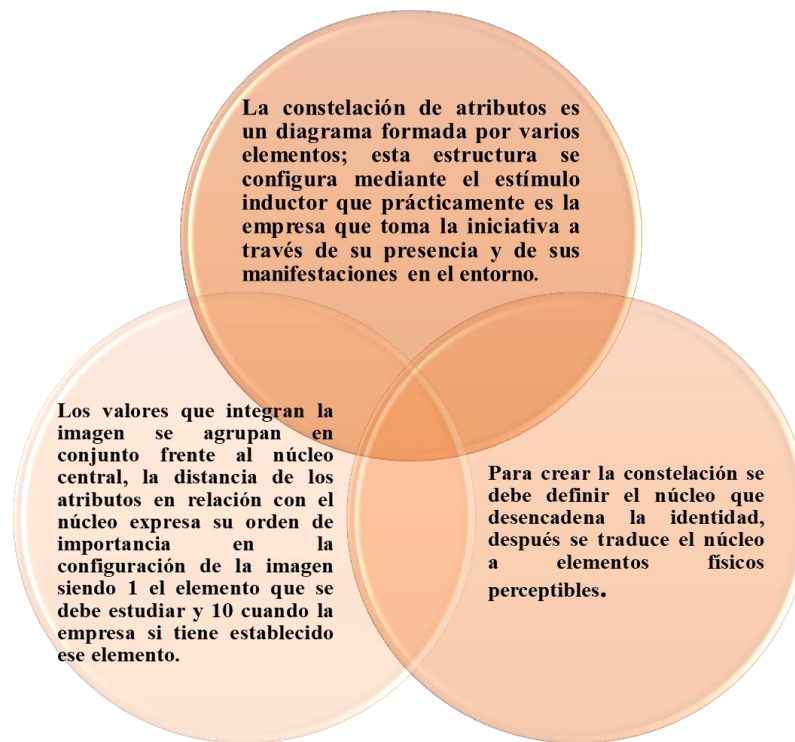 La constelación de atributos es
un diagrama formada por varios
elementos; esta estructura se
configura mediante el estímulo
inductor que prácticamente es la
empresa que toma la iniciativa a
través de su presencia y de sus
manifestaciones en el entorno.
Los valores que integran la
imagen se agrupan en
conjunto frente al núcleo
central, la distancia de los
atributos en relación con el
núcleo expresa su orden de
importancia en la
configuración de la imagen
siendo 1 el elemento que se
debe estudiar y 10 cuando la
empresa si tiene establecido
ese elemento.
Para crear la constelación se
debe definir el núcleo que
desencadena la identidad,
después se traduce el núcleo
a elementos físicos
perceptibles.